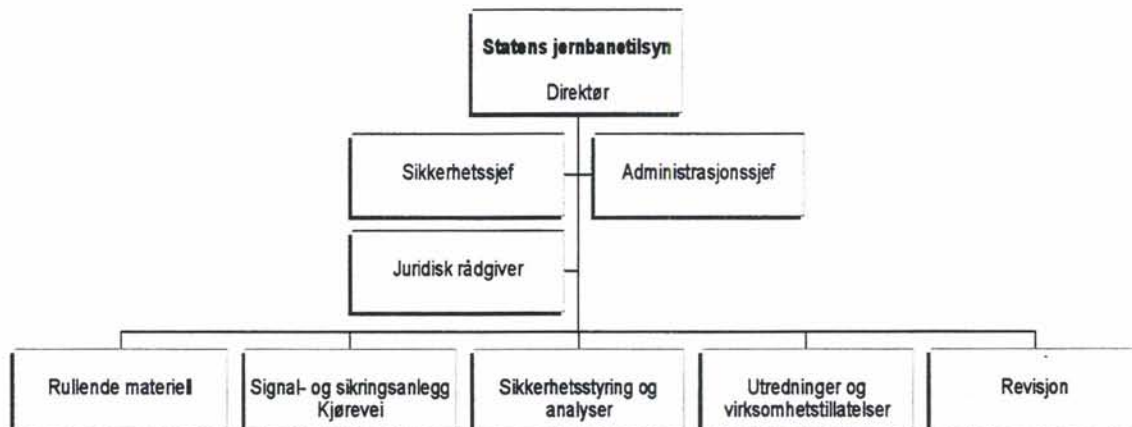 Statens jernbanetilsyn
Direktør
Sikkerhetssjef
Administrasjonssjef
Juridisk rådgiver
Rullende materiell
Signal- og sikringsanlegg
Kjørevei
Sikkerhetsstyring og
analyser
Utredninger og
virksomhetstillatelser
Revisjon